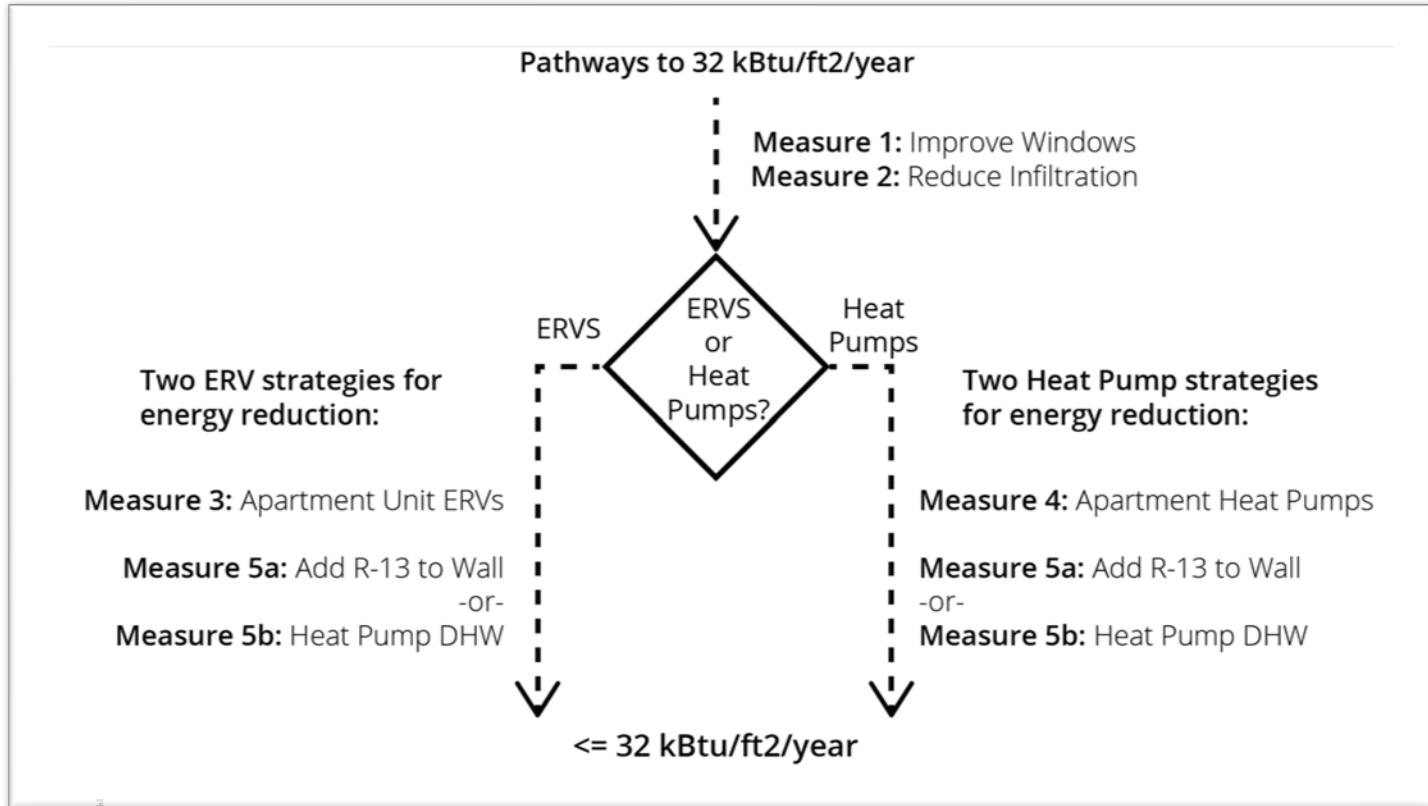 Pathways to 32 kBtu/ft2/year
Measure 1: Improve Windows
Measure 2: Reduce Infiltration
ERVS
or
Heat
Pumps?
ERVS
Heat
Pumps
Two ERV strategies for
energy reduction:
Measure 3: Apartment Unit ERVs
Measure 5a: Add R-13 to Wall
-or-
Measure 5b: Heat Pump DHW
Two Heat Pump strategies
for energy reduction:
Measure 4: Apartment Heat Pumps
Measure 5a: Add R-13 to Wall
-or-
Measure 5b: Heat Pump DHW
<= 32 kBtu/ft2/year